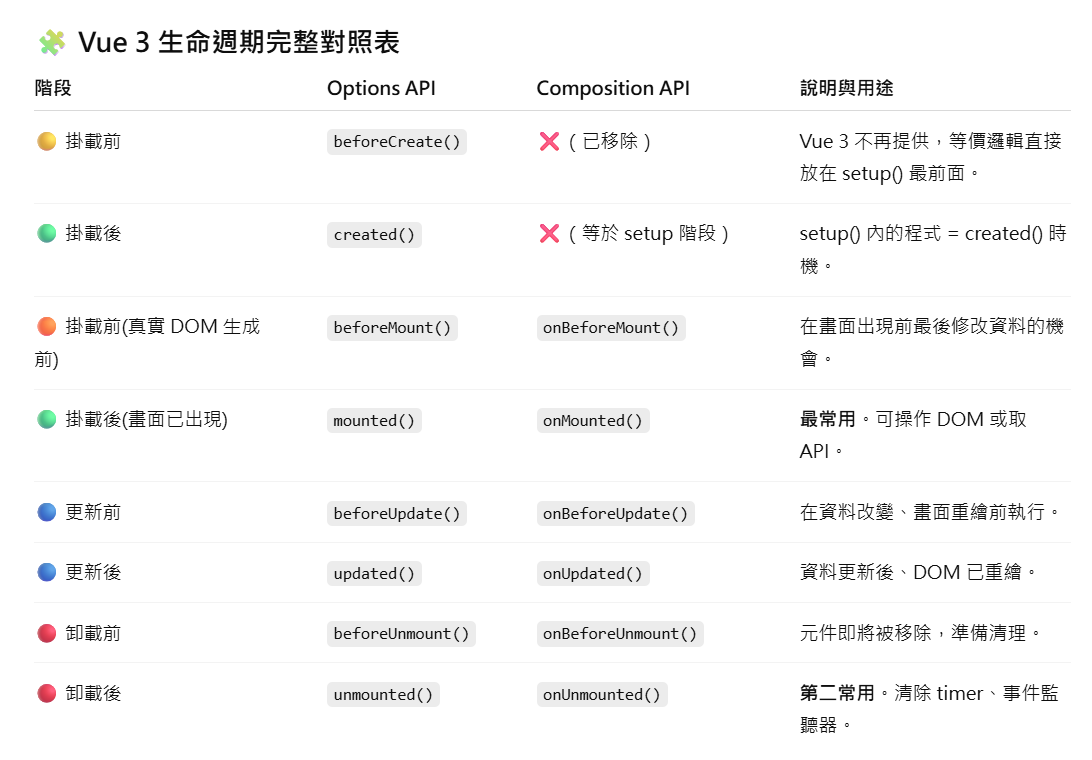 🧩 Vue 3 生命週期完整對照表
階段 Options API Composition API 說明與用途
🟡 掛載前 beforeCreate() ❌（已移除） Vue 3 不再提供，等價邏輯直接
放在 setup() 最前面。
🟢 掛載後 created() ❌（等於 setup 階段） setup() 內的程式 = created() 時
機。
🟠 掛載前(真實 DOM 生成 beforeMount() onBeforeMount() 在畫面出現前最後修改資料的機
前) 會。
🟢 掛載後(畫面已出現) mounted() onMounted() 最常用。可操作 DOM 或取
API。
🔵 更新前 beforeUpdate() onBeforeUpdate() 在資料改變、畫面重繪前執行。
🔵 更新後 updated() onUpdated() 資料更新後、DOM 已重繪。
🔴 卸載前 beforeUnmount() onBeforeUnmount() 元件即將被移除，準備清理。
🔴 卸載後 unmounted() onUnmounted() 第二常用。清除 timer、事件監
聽器。